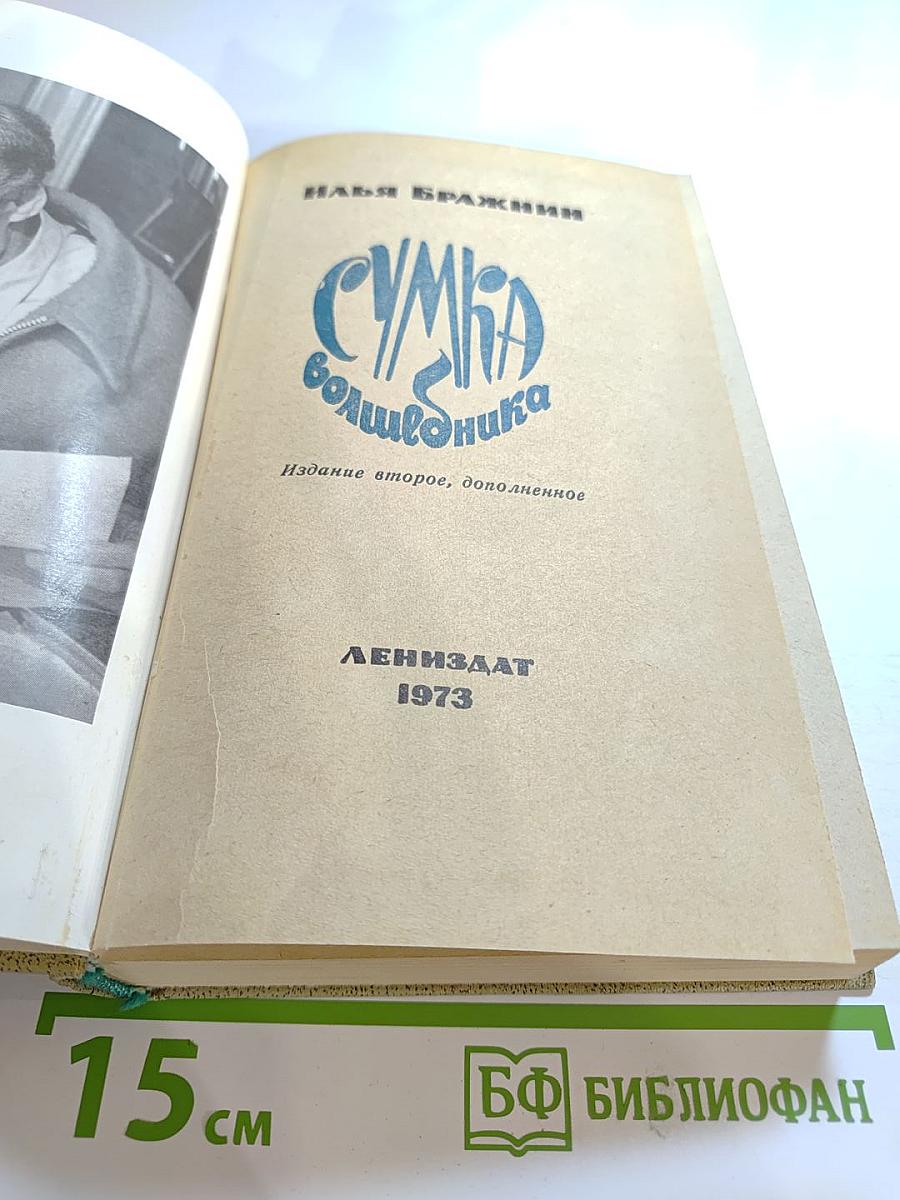 Илья Бражнин
Сумка
волшебника
Издание второе, дополненное
Лениздат
1973
15 см
БФ БИБЛИОФАН